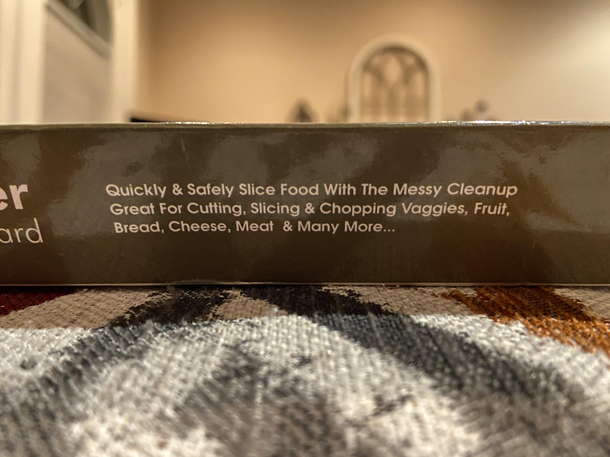 er
ard
Quickly & Safely Slice Food With The Messy Cleanup
Great For Cutting, Slicing & Chopping Vaggies, Fruit,
Bread, Cheese, Meat & Many More...